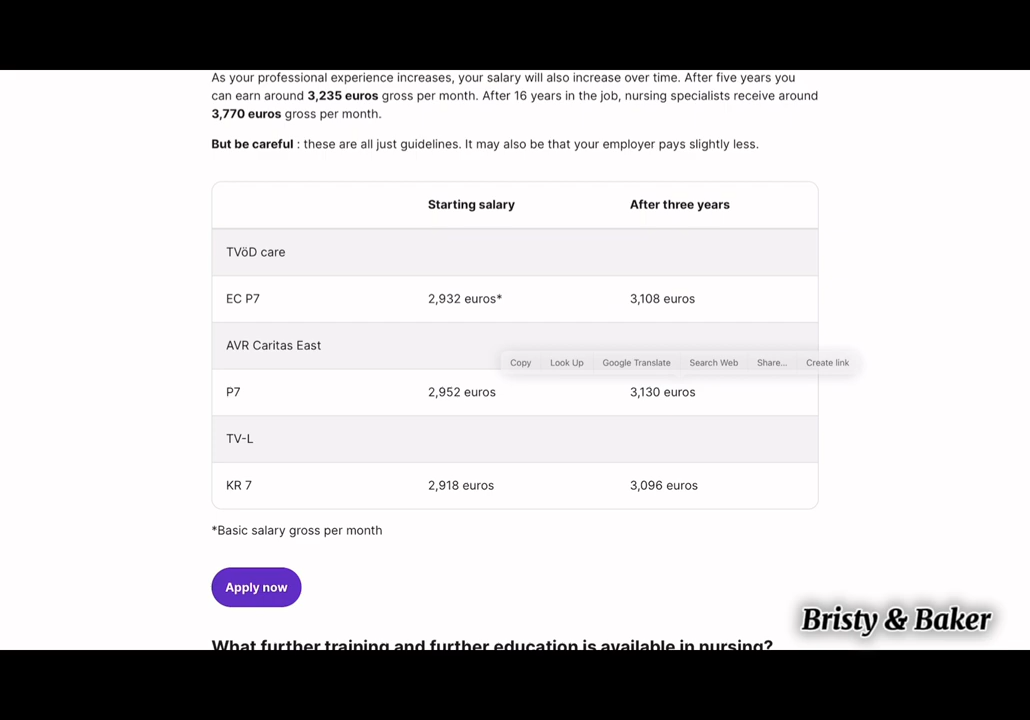 As your professional experience increases, your salary will also increase over time. After five years you
can earn around 3,235 euros gross per month. After 16 years in the job, nursing specialists receive around
3,770 euros gross per month.
But be careful : these are all just guidelines. It may also be that your employer pays slightly less.
Starting salary After three years
TVöD care
EC P7 2,932 euros* 3,108 euros
AVR Caritas East
Copy Look Up Google Translate Search Web Share... Create link
P7 2,952 euros 3,130 euros
TV-L
KR 7 2,918 euros 3,096 euros
*Basic salary gross per month
Apply now
Bristy & Baker
What further training and further education is available in nursing?